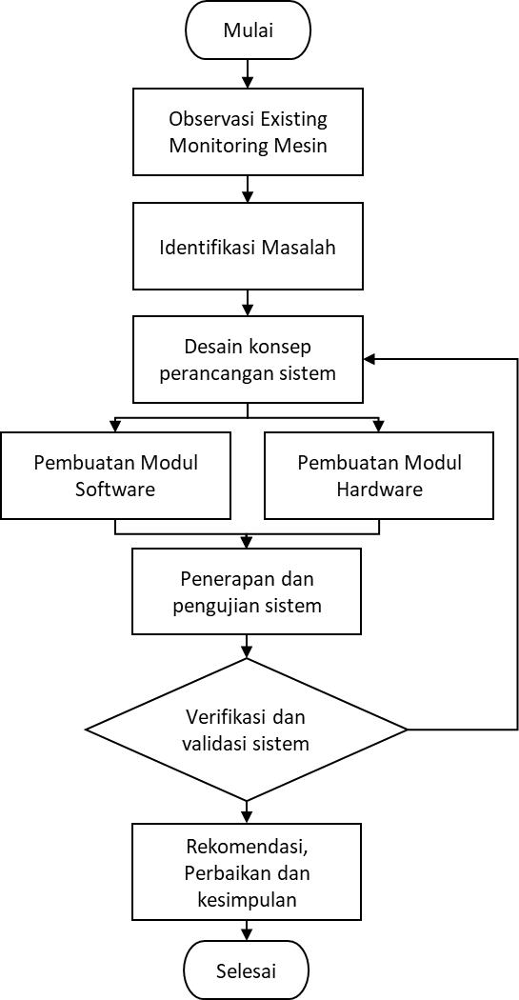 Mulai
Observasi Existing
Monitoring Mesin
Identifikasi Masalah
Desain konsep
perancangan sistem
Pembuatan Modul
Software
Pembuatan Modul
Hardware
Penerapan dan
pengujian sistem
Verifikasi dan
validasi sistem
Rekomendasi,
Perbaikan dan
kesimpulan
Selesai